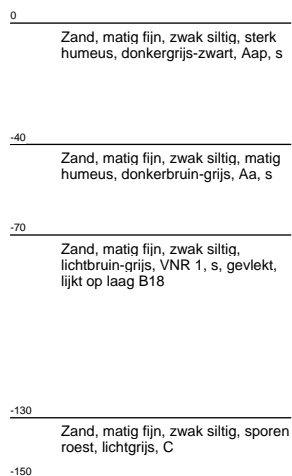 0
Zand, matig fijn, zwak siltig, sterk
humeus, donkergrijs-zwart, Aap, s
-40
Zand, matig fijn, zwak siltig, matig
humeus, donkerbruin-grijs, Aa, s
-70
Zand, matig fijn, zwak siltig,
lichtbruin-grijs, VNR 1, s, gevlekt,
lijkt op laag B18
-130
Zand, matig fijn, zwak siltig, sporen
roest, lichtgrijs, C
-150